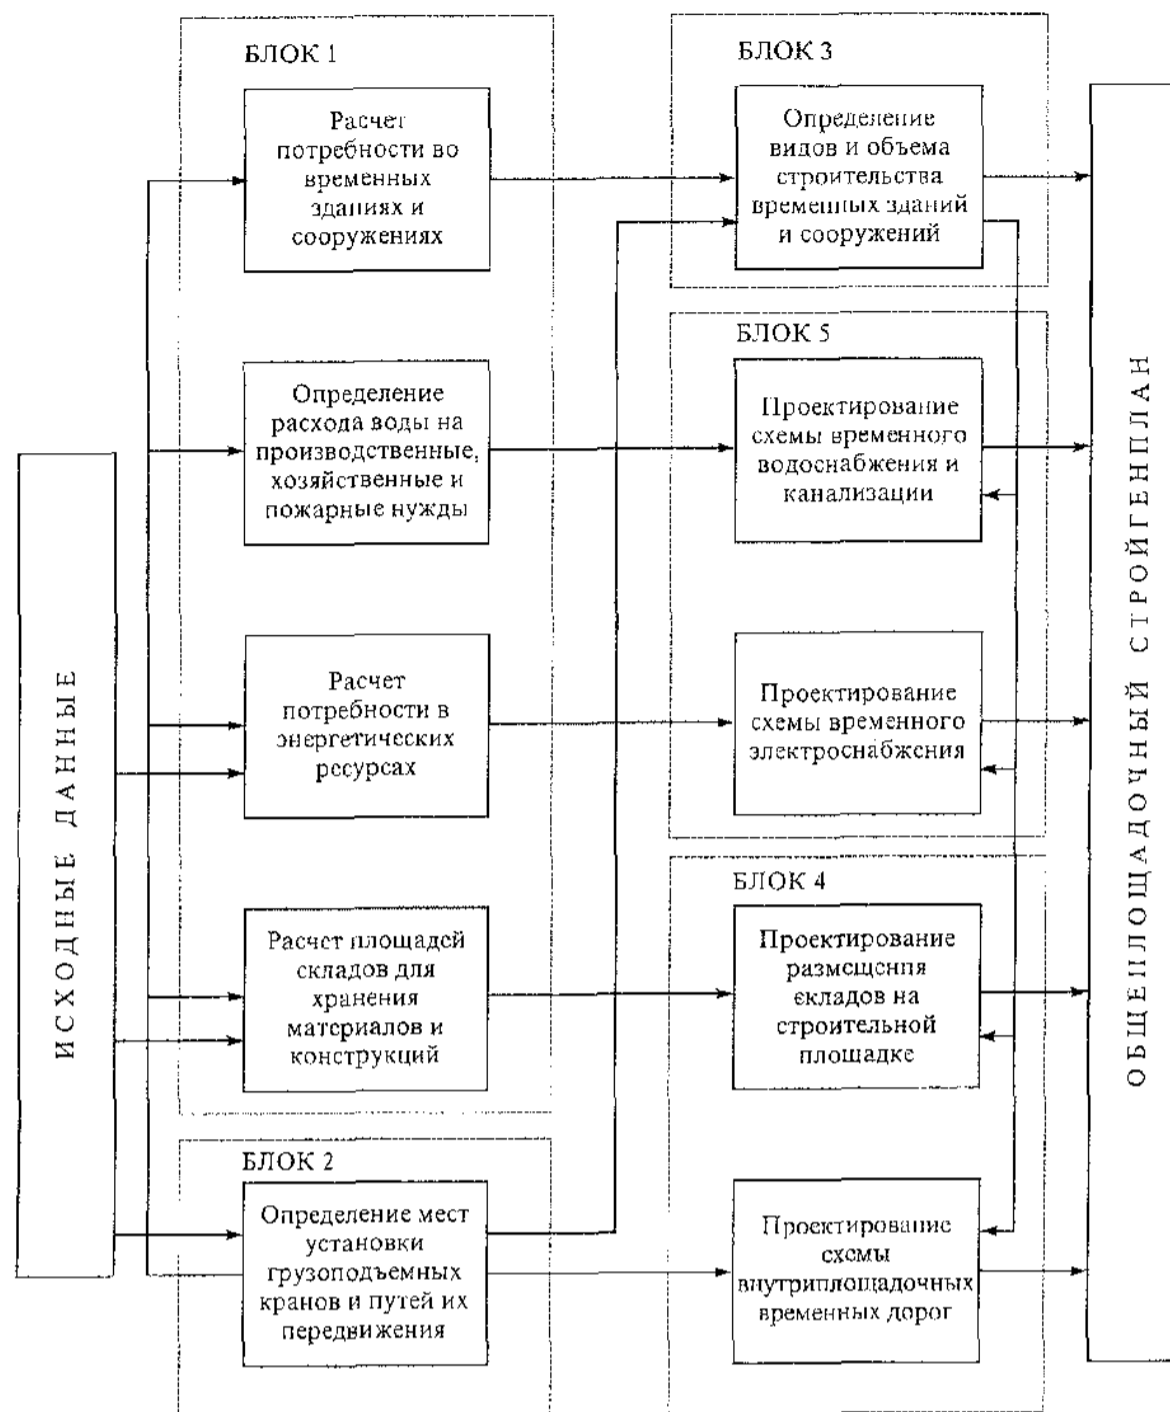 БЛОК 1
Расчет
потребности во
временных
зданиях и
сооружениях
Определение
расхода воды на
производственные,
хозяйственные и
пожарные нужды
Расчет
потребности в
энергетических
ресурсах
Расчет площадей
складов для
хранения
материалов и
конструкций
БЛОК 2
Определение мест
установки
грузоподъемных
кранов и путей их
передвижения
БЛОК 3
Определение
видов и объема
строительства
временных зданий
и сооружений
БЛОК 5
Проектирование
схемы временного
водоснабжения и
канализации
Проектирование
схемы временного
электроснабжения
БЛОК 4
Проектирование
размещения
складов на
строительной
площадке
Проектирование
схемы
внутриплощадочных
временных дорог
ИСХОДНЫЕ ДАННЫЕ
ОБЩЕПЛОЩАДОЧНЫЙ СТРОЙГЕНПЛАН